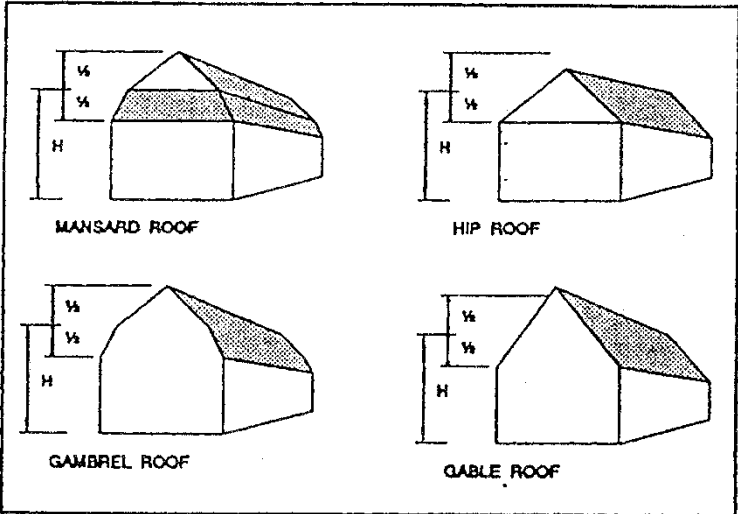 ½
½
H
MANSARD ROOF
½
½
H
HIP ROOF
½
½
H
GAMBREL ROOF
½
½
H
GABLE ROOF